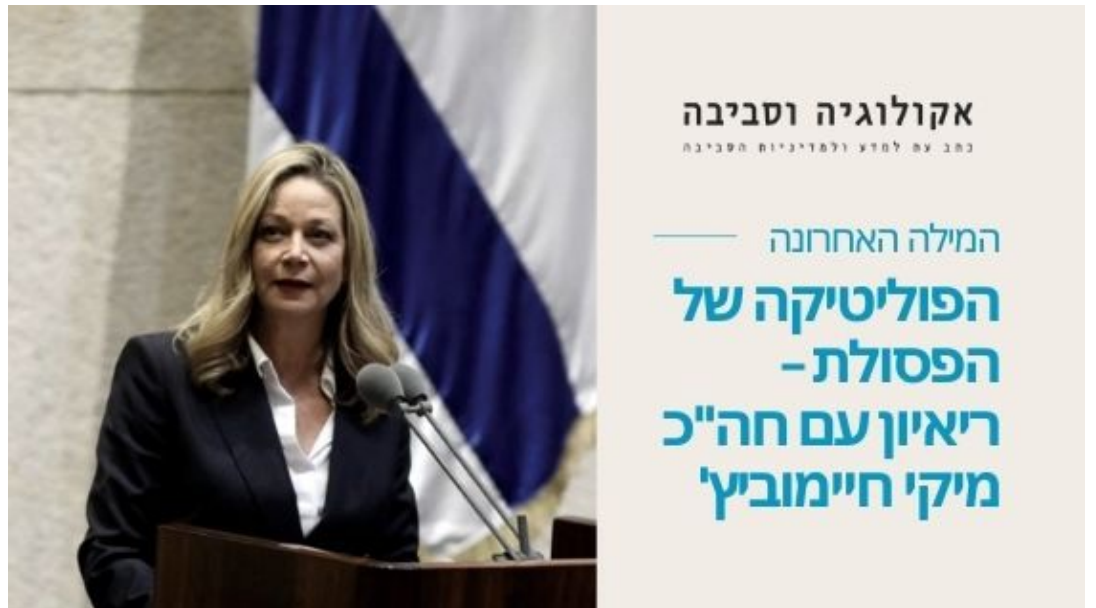 אקולוגיה וסביבה
כתב עת למדע ולמדיניות הסביבה
המילה האחרונה
הפוליטיקה של
הפסולת –
ריאיון עם חה"כ
מיקי חיימוביץ'